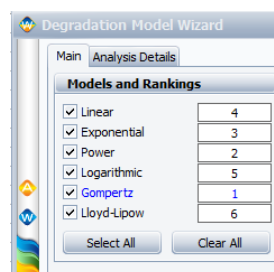 Degradation Model Wizard
Main Analysis Details
Models and Rankings
Linear 4
Exponential 3
Power 2
Logarithmic 5
Gompertz 1
Lloyd-Lipow 6
Select All Clear All
A
W